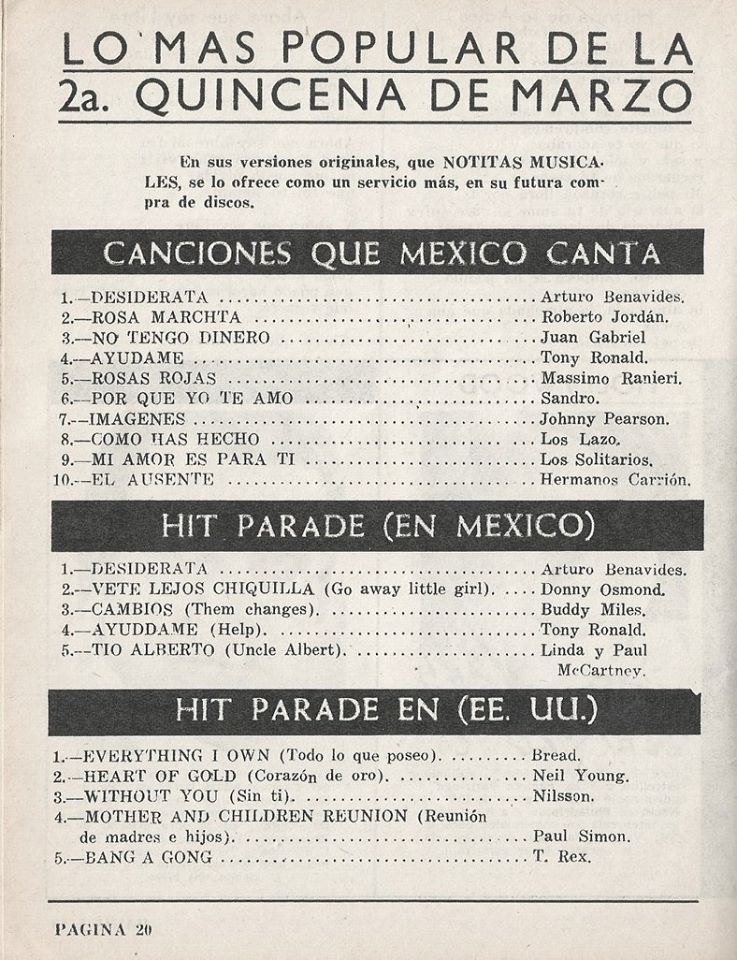 LO MAS POPULAR DE LA
2a. QUINCENA DE MARZO
En sus versiones originales, que NOTITAS MUSICA-
LES, se lo ofrece como un servicio más, en su futura com-
pra de discos.
CANCIONES QUE MEXICO CANTA
1.—DESIDERATA ................................. Arturo Benavides.
2.—ROSA MARCHTA .............................. Roberto Jordán.
3.—NO TENGO DINERO ........................... Juan Gabriel
4.—AYUDAME ................................... Tony Ronald.
5.—ROSAS ROJAS ............................... Massimo Ranieri.
6.—POR QUE YO TE AMO ......................... Sandro.
7.—IMAGENES .................................. Johnny Pearson.
8.—COMO HAS HECHO ............................ Los Lazo.
9.—MI AMOR ES PARA TI ........................ Los Solitarios.
10.—EL AUSENTE ............................... Hermanos Carrión.
HIT PARADE (EN MEXICO)
1.—DESIDERATA ................................. Arturo Benavides.
2.—VETE LEJOS CHIQUILLA (Go away little girl). .... Donny Osmond.
3.—CAMBIOS (Them changes). ..................... Buddy Miles.
4.—AYUDDAME (Help). ........................... Tony Ronald.
5.—TIO ALBERTO (Uncle Albert). .................. Linda y Paul
McCartney.
HIT PARADE EN (EE. UU.)
1.—EVERYTHING I OWN (Todo lo que poseo). ......... Bread.
2.—HEART OF GOLD (Corazón de oro). ............. Neil Young.
3.—WITHOUT YOU (Sin ti). ....................... Nilsson.
4.—MOTHER AND CHILDREN REUNION (Reunión
de madres e hijos). ............................ Paul Simon.
5.—BANG A GONG ................................ T. Rex.
PAGINA 20